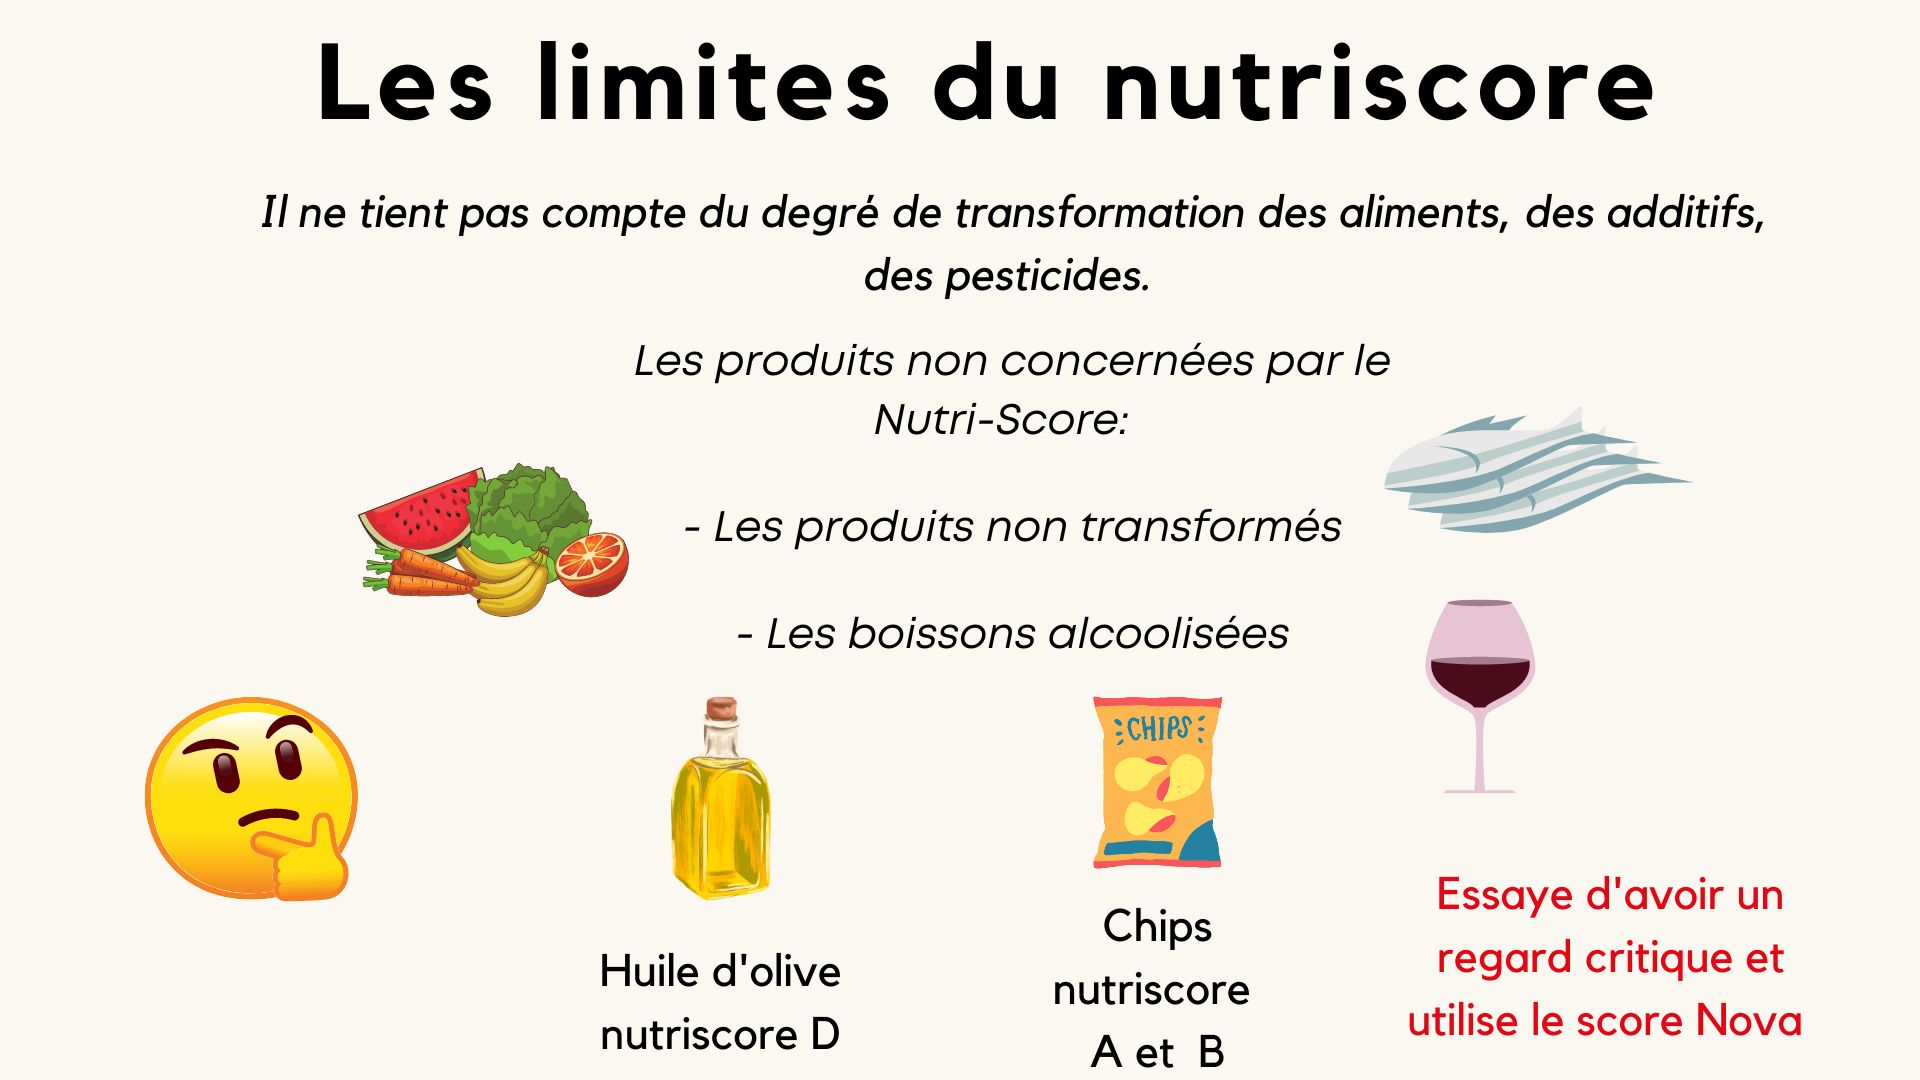 Les limites du nutriscore
Il ne tient pas compte du degré de transformation des aliments, des additifs,
des pesticides.
Les produits non concernées par le
Nutri-Score:
- Les produits non transformés
- Les boissons alcoolisées
CHIPS
Huile d'olive
nutriscore D
Chips
nutriscore
A et B
Essaye d'avoir un
regard critique et
utilise le score Nova